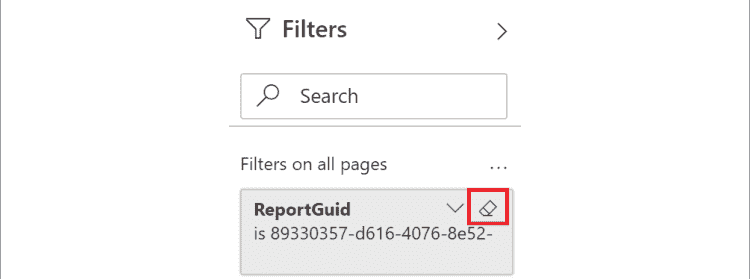 Filters
Search
Filters on all pages
...
ReportGuid
is 89330357-d616-4076-8e52-